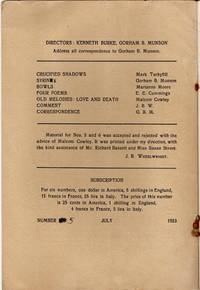 DIRECTORS: KENNETH BURKE, GORHAM B. MUNSON
Address all correspondence to Gorham B. Munson.
CRUCIFIED SHADOWS Mark Turbyfill
SYRINX Gorham B. Munson
BOWLS Marianne Moore
FOUR POEMS E. E. Cummings
OLD MELODIES: LOVE AND DEATH Malcolm Cowley
COMMENT J. B. W.
CORRESPONDENCE G. B. M.
Material for Nos. 5 and 6 was accepted and rejected with the
advice of Malcolm Cowley. It was printed under my direction, with
the kind assistance of Mr. Richard Bassett and Miss Susan Street.
J. B. WHEELWRIGHT.
SUBSCRIPTION
For six numbers, one dollar in America, 5 shillings in England,
15 francs in France, 25 lira in Italy. The price of this number
is 25 cents in America, 1 shilling in England,
4 francs in France, 5 lira in Italy.
NUMBER 5 JULY 1923